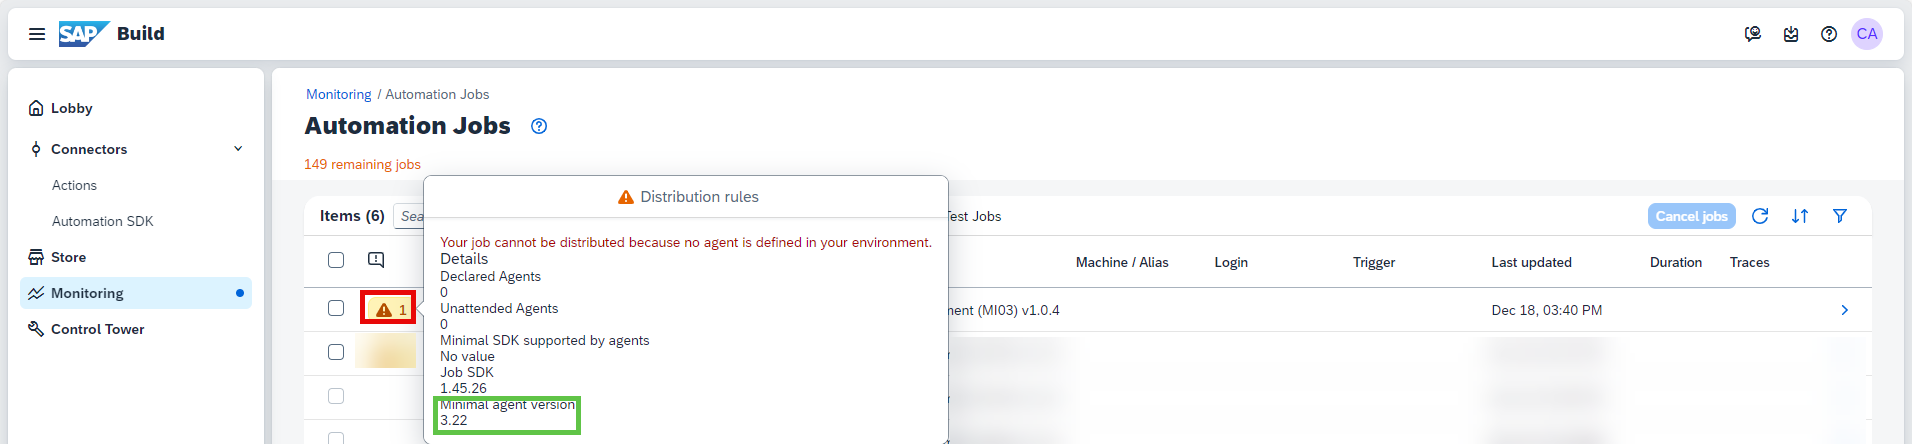 SAP Build
CA
Lobby
Connectors
Actions
Automation SDK
Store
Monitoring
Control Tower
Monitoring / Automation Jobs
Automation Jobs
149 remaining jobs
Items (6)
Sea
Test Jobs
Cancel jobs
Machine / Alias Login Trigger Last updated Duration Traces
1
ment (MI03) v1.0.4 Dec 18, 03:40 PM
Distribution rules
Your job cannot be distributed because no agent is defined in your environment.
Details
Declared Agents
0
Unattended Agents
0
Minimal SDK supported by agents
No value
Job SDK
1.45.26
Minimal agent version
3.22